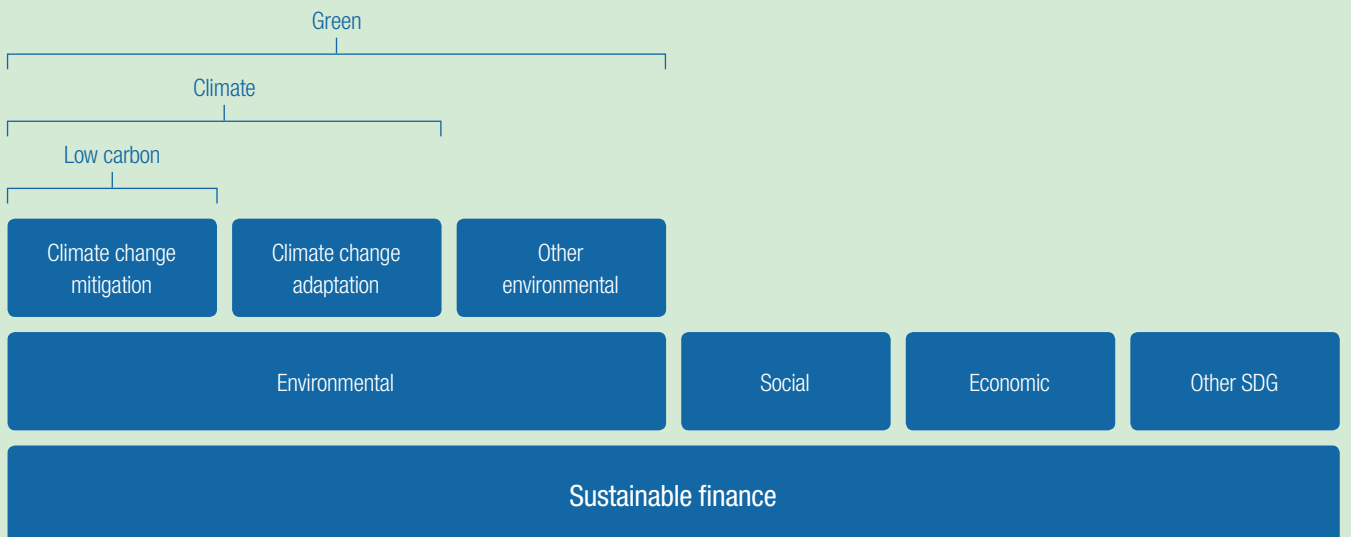 Green
Climate
Low carbon
Climate change
mitigation
Climate change
adaptation
Other
environmental
Environmental
Social
Economic
Other SDG
Sustainable finance